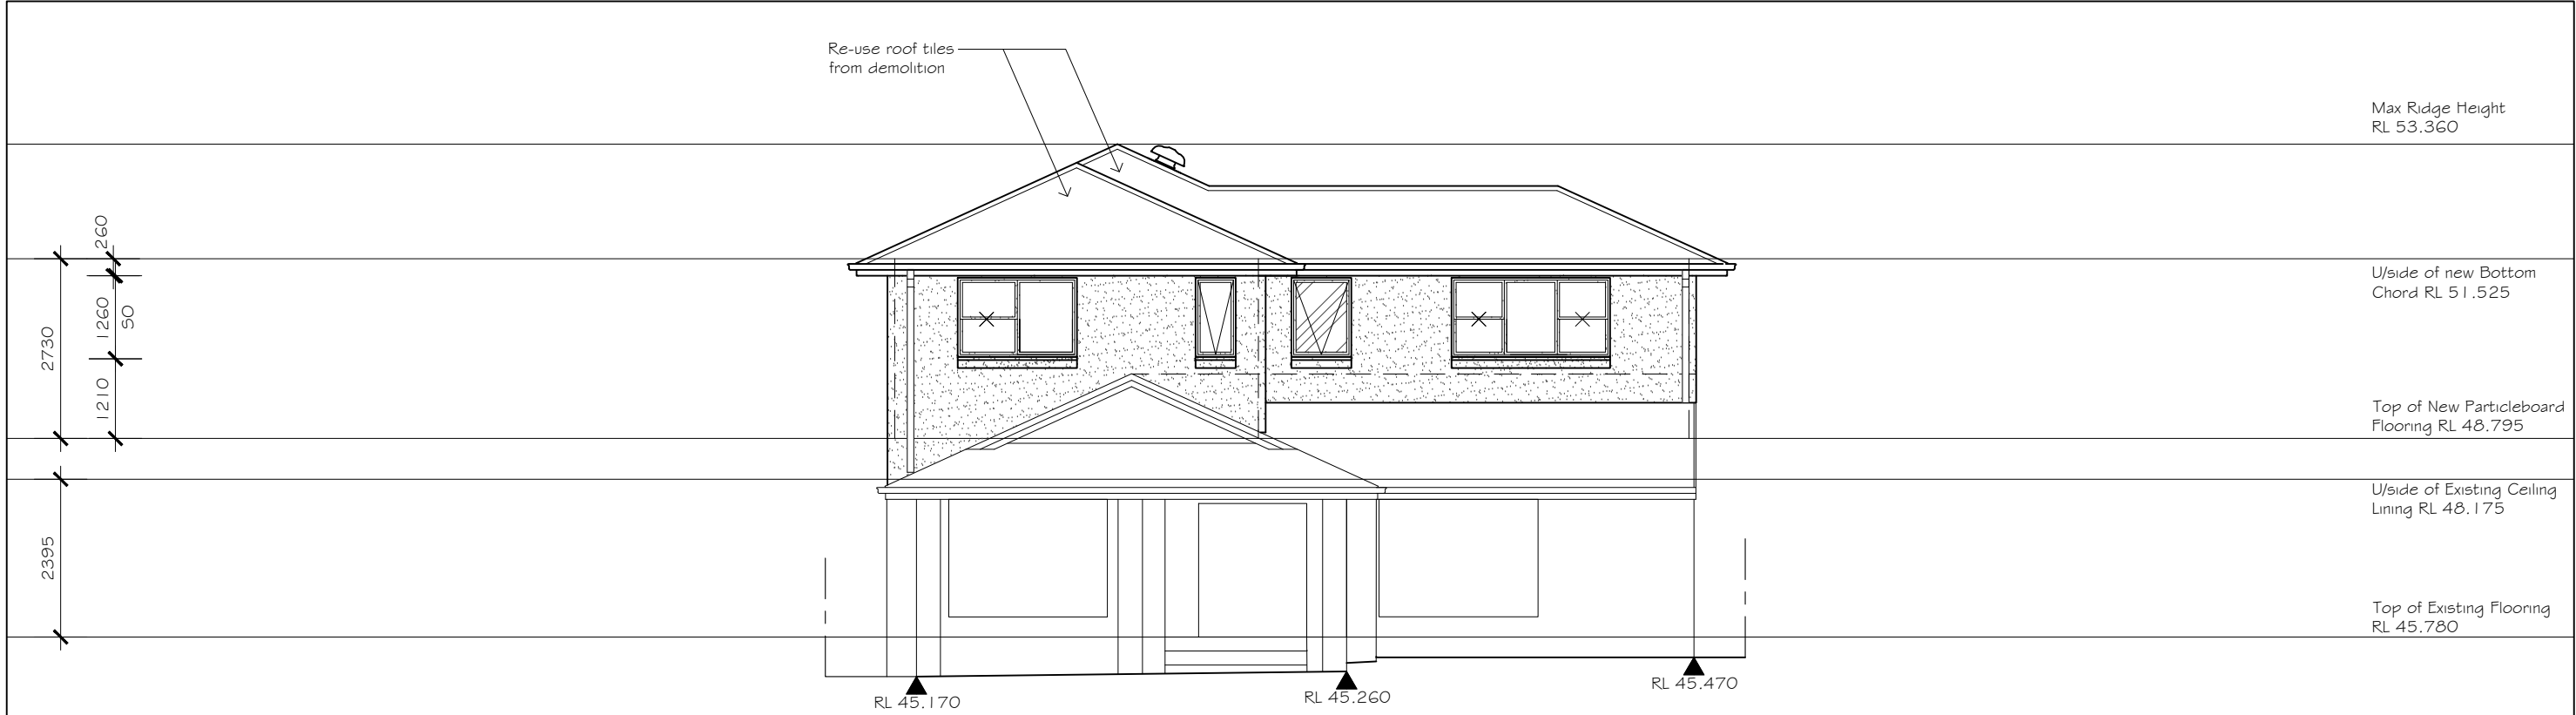 Re-use roof tiles
from demolition
Max Ridge Height
RL 53.360
260
U/side of new Bottom
Chord RL 51.525
1260
50
2730
1210
Top of New Particleboard
Flooring RL 48.795
U/side of Existing Ceiling
Lining RL 48.175
2395
Top of Existing Flooring
RL 45.780
RL 45.170
RL 45.260
RL 45.470